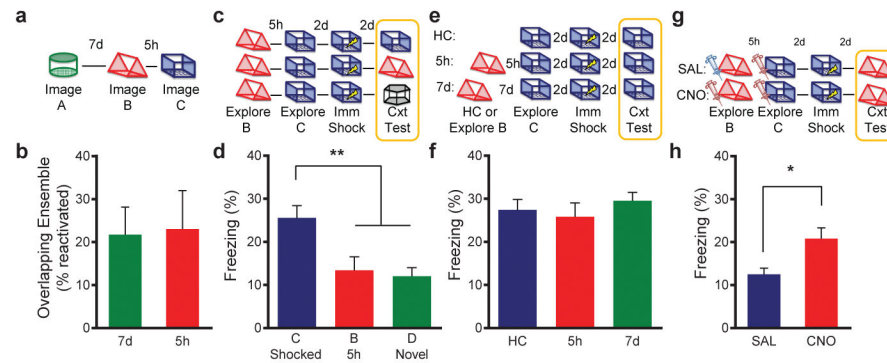 a
7d
5h
Image A
Image B
Image C
b
Overlapping Ensemble
(% reactivated)
40
30
20
10
0
7d
5h
c
5h
2d
2d
Explore B
Explore C
Imm Shock
Cxt Test
d
Freezing (%)
40
30
20
10
0
**
C
Shocked
B
5h
D
Novel
e
HC:
2d
2d
5h:
5h
2d
2d
7d:
7d
2d
2d
HC or Explore B
Explore C
Imm Shock
Cxt Test
f
Freezing (%)
40
30
20
10
0
HC
5h
7d
g
5h
2d
2d
SAL:
CNO:
Explore B
Explore C
Imm Shock
Cxt Test
h
Freezing (%)
40
30
20
10
0
*
SAL
CNO